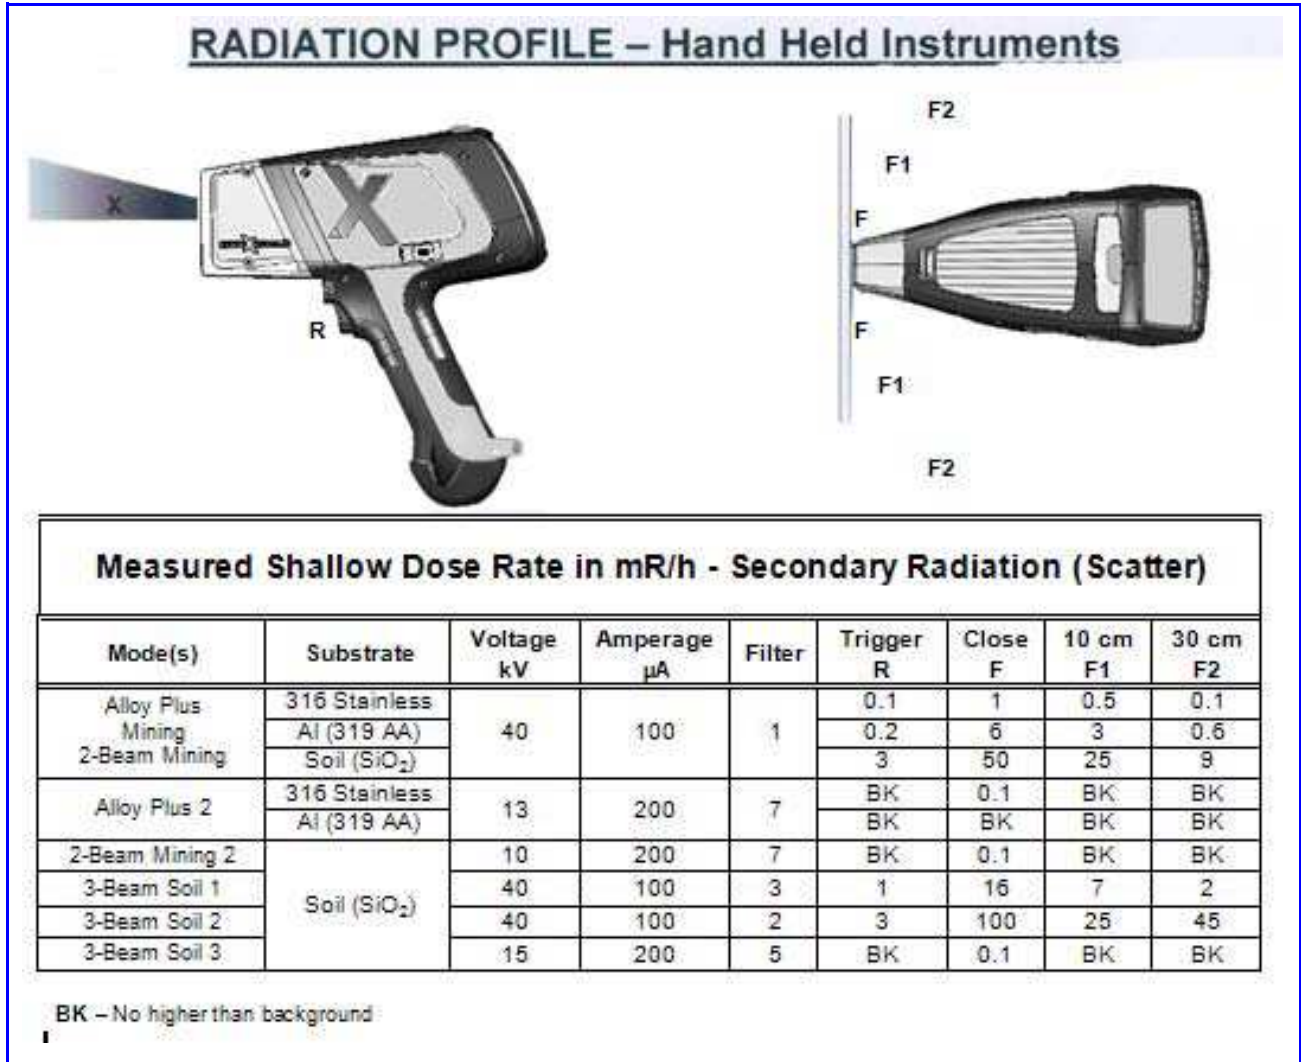 RADIATION PROFILE – Hand Held Instruments
F2
F1
F
X
X
R
F
F1
F2
Measured Shallow Dose Rate in mR/h - Secondary Radiation (Scatter)
Mode(s) Substrate Voltage kV Amperage µA Filter Trigger R Close F 10 cm F1 30 cm F2
Alloy Plus Mining 2-Beam Mining 40 100 1
316 Stainless 0.1 1 0.5 0.1
Al (319 AA) 0.2 6 3 0.6
Soil (SiO₂) 3 50 25 9
Alloy Plus 2 13 200 7
316 Stainless BK 0.1 BK BK
Al (319 AA) BK BK BK BK
Soil (SiO₂)
2-Beam Mining 2 10 200 7 BK 0.1 BK BK
3-Beam Soil 1 40 100 3 1 16 7 2
3-Beam Soil 2 40 100 2 3 100 25 45
3-Beam Soil 3 15 200 5 BK 0.1 BK BK
BK – No higher than background